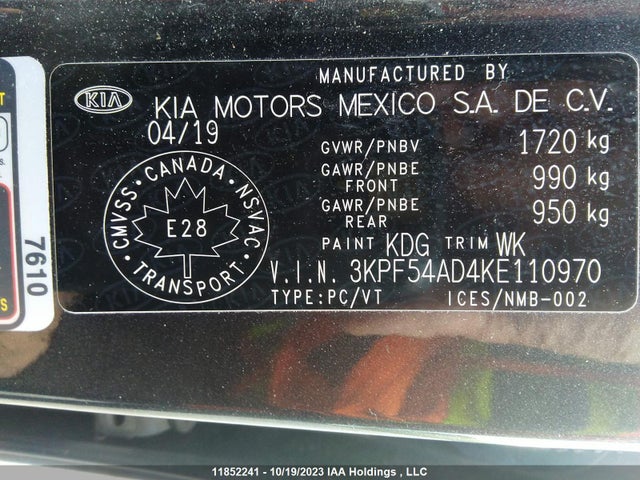 MANUFACTURED BY
KIA KIA MOTORS MEXICO S.A. DE C.V.
04/19
GVWR/PNBV 1720 kg
GAWR/PNBE FRONT 990 kg
GAWR/PNBE REAR 950 kg
CMVSS • CANADA • NSVAC
E28
TRANSPORT
PAINT KDG TRIM WK
V.I.N. 3KPF54AD4KE110970
TYPE:PC/VT ICES/NMB-002
7610
11852241 - 10/19/2023 IAA Holdings , LLC